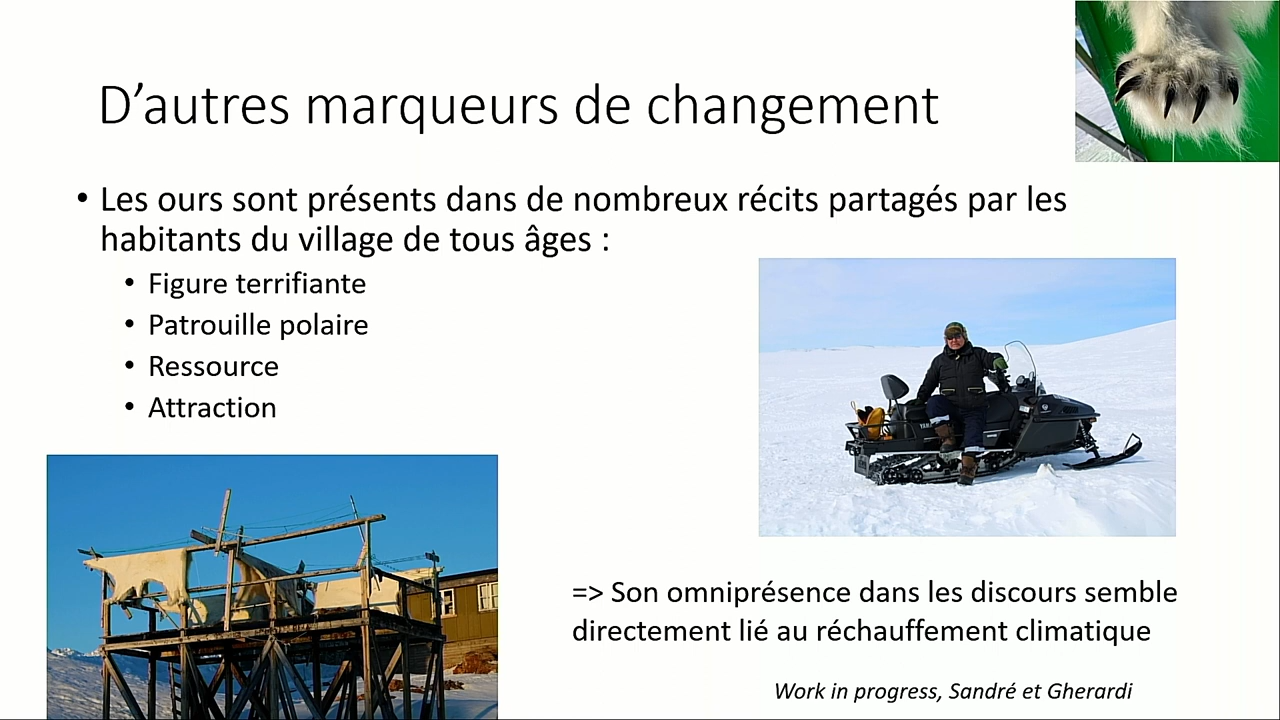 D’autres marqueurs de changement
• Les ours sont présents dans de nombreux récits partagés par les
habitants du village de tous âges :
• Figure terrifiante
• Patrouille polaire
• Ressource
• Attraction
=> Son omniprésence dans les discours semble
directement lié au réchauffement climatique
Work in progress, Sandré et Gherardi